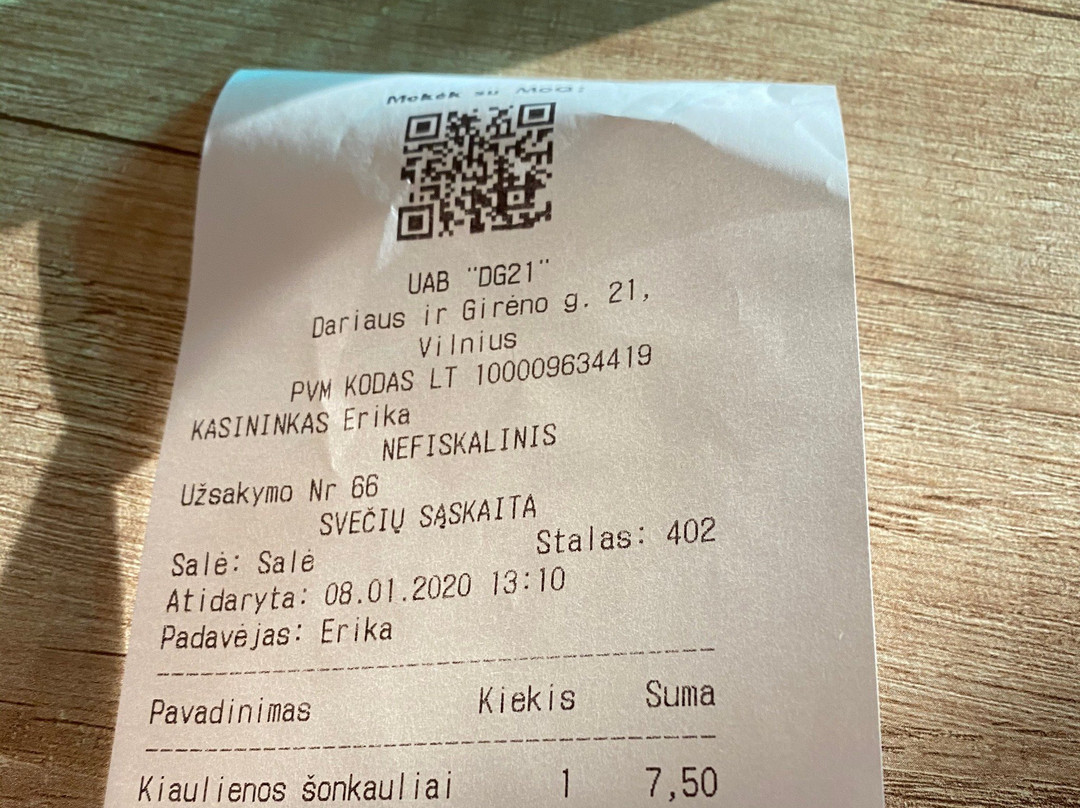 Mokėk su MoQ:
UAB "DG21"
Dariaus ir Girėno g. 21,
Vilnius
PVM KODAS LT 100009634419
KASININKAS Erika
NEFISKALINIS
Užsakymo Nr 66
SVEČIŲ SĄSKAITA
Salė: Salė Stalas: 402
Atidaryta: 08.01.2020 13:10
Padavėjas: Erika
Pavadinimas Kiekis Suma
Kiaulienos šonkauliai 1 7,50